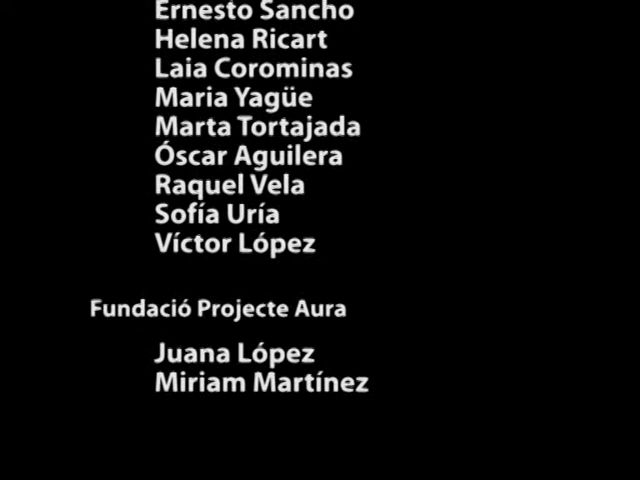 Ernesto Sancho
Helena Ricart
Laia Corominas
Maria Yagüe
Marta Tortajada
Óscar Aguilera
Raquel Vela
Sofía Uría
Víctor López
Fundació Projecte Aura
Juana López
Miriam Martínez